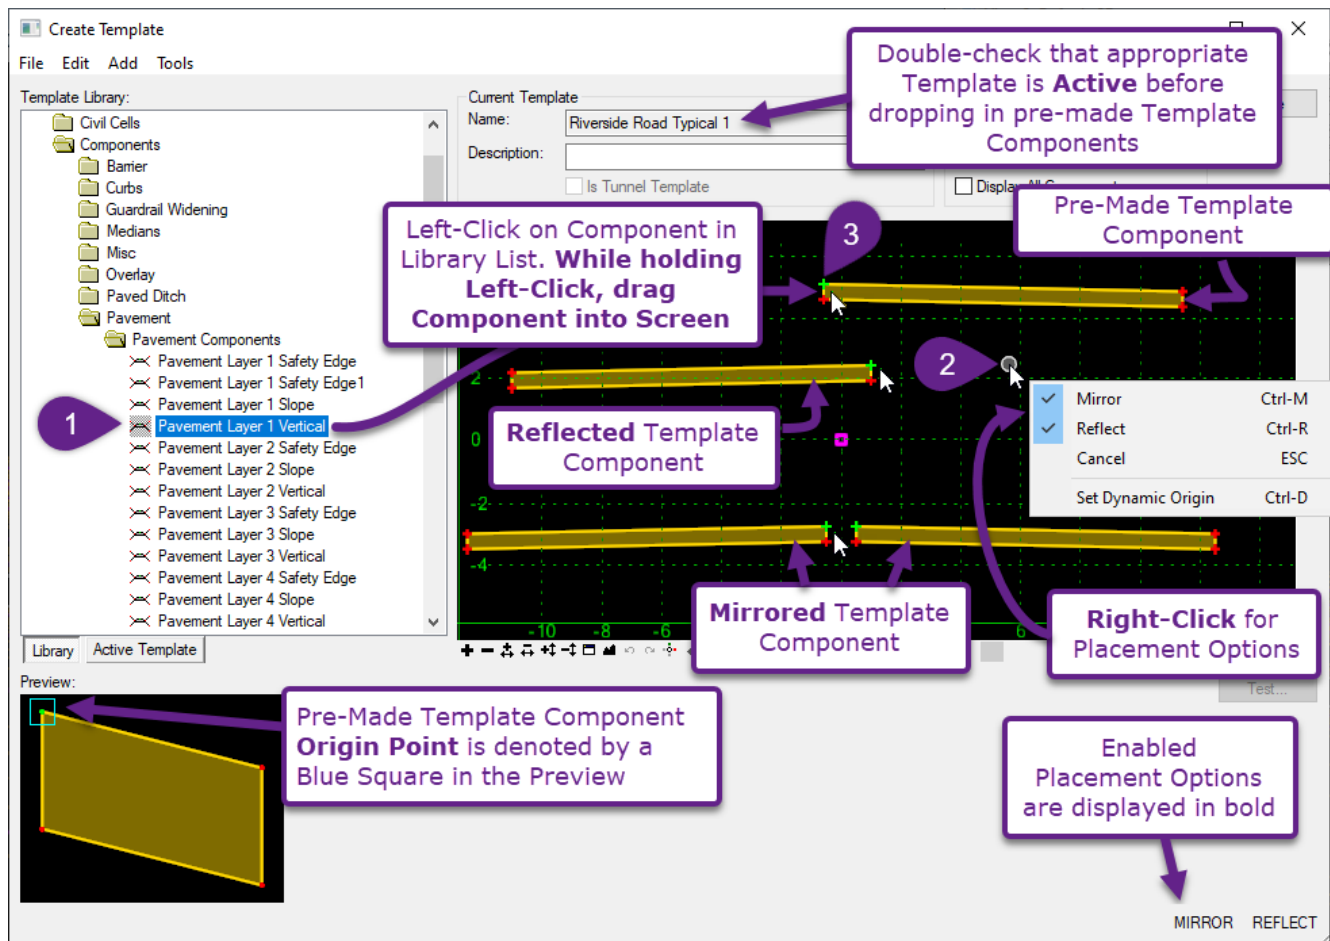 Create Template
File Edit Add Tools
Template Library:
Civil Cells
Components
Barrier
Curbs
Guardrail Widening
Medians
Misc
Overlay
Paved Ditch
Pavement
Pavement Components
Pavement Layer 1 Safety Edge
Pavement Layer 1 Safety Edge1
Pavement Layer 1 Slope
Pavement Layer 1 Vertical
Pavement Layer 2 Safety Edge
Pavement Layer 2 Slope
Pavement Layer 2 Vertical
Pavement Layer 3 Safety Edge
Pavement Layer 3 Slope
Pavement Layer 3 Vertical
Pavement Layer 4 Safety Edge
Pavement Layer 4 Slope
Pavement Layer 4 Vertical
Library Active Template
1
Current Template
Name: Riverside Road Typical 1
Description:
Is Tunnel Template
Double-check that appropriate
Template is Active before
dropping in pre-made Template
Components
Left-Click on Component in
Library List. While holding
Left-Click, drag
Component into Screen
3
Pre-Made Template
Component
2
2
0
-2
-4
-10 -8 -6 6
Reflected Template
Component
Mirror Ctrl-M
Reflect Ctrl-R
Cancel ESC
Set Dynamic Origin Ctrl-D
Mirrored Template
Component
Right-Click for
Placement Options
Test...
Preview:
Pre-Made Template Component
Origin Point is denoted by a
Blue Square in the Preview
Enabled
Placement Options
are displayed in bold
MIRROR REFLECT